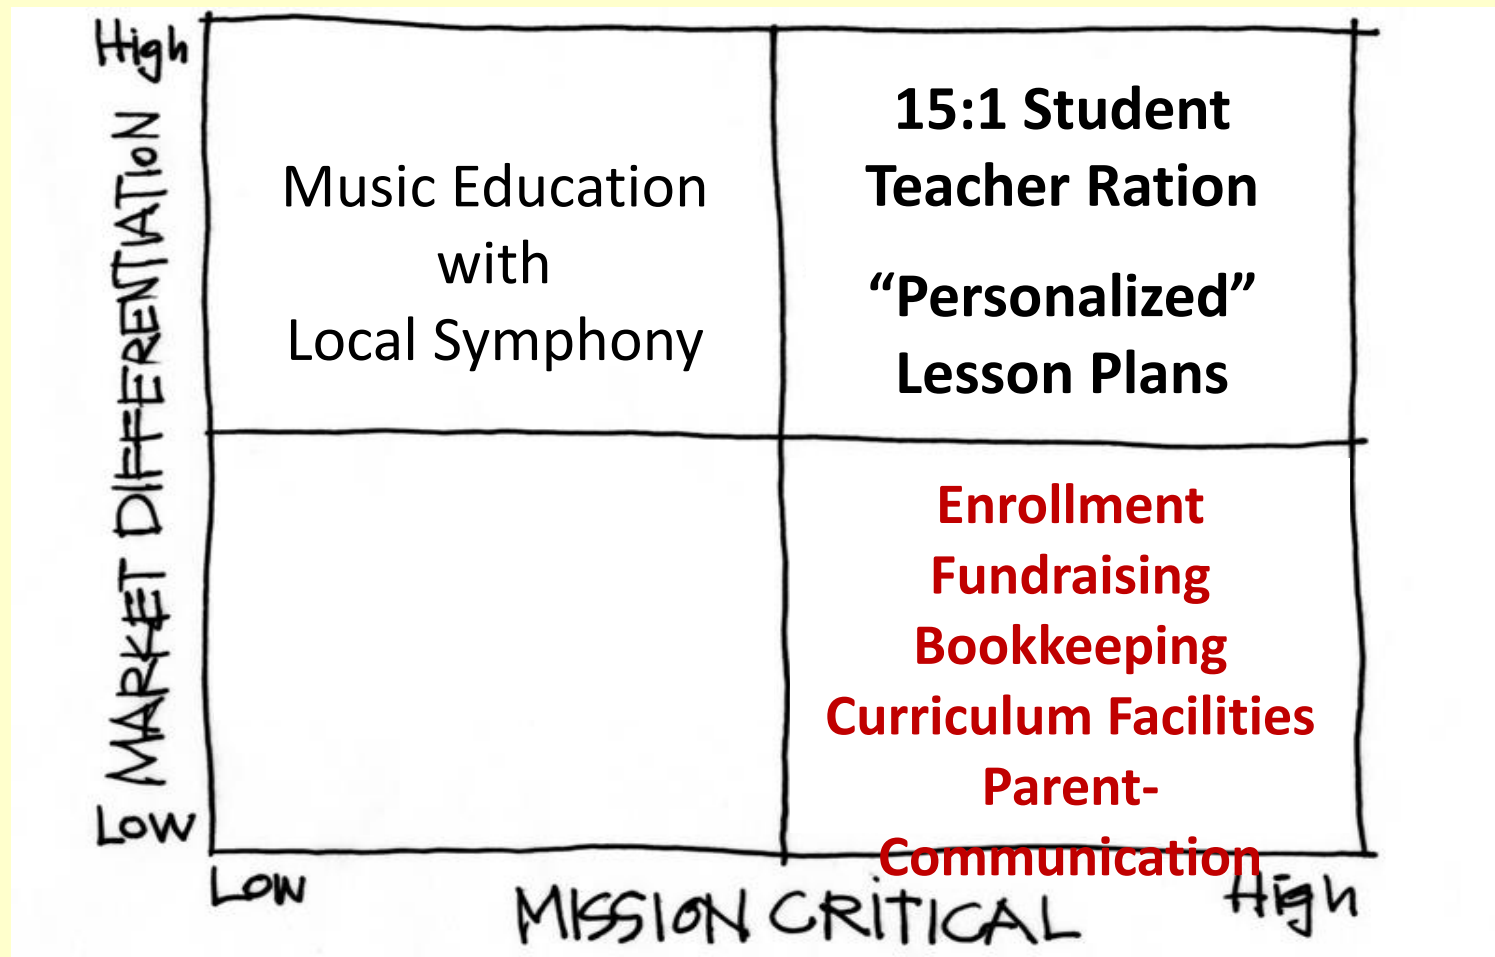 High
MARKET DIFFERENTIATION
Low
Music Education
with
Local Symphony
15:1 Student
Teacher Ration
“Personalized”
Lesson Plans
Enrollment
Fundraising
Bookkeeping
Curriculum Facilities
Parent-
Communication
Low
MISSION CRITICAL
High